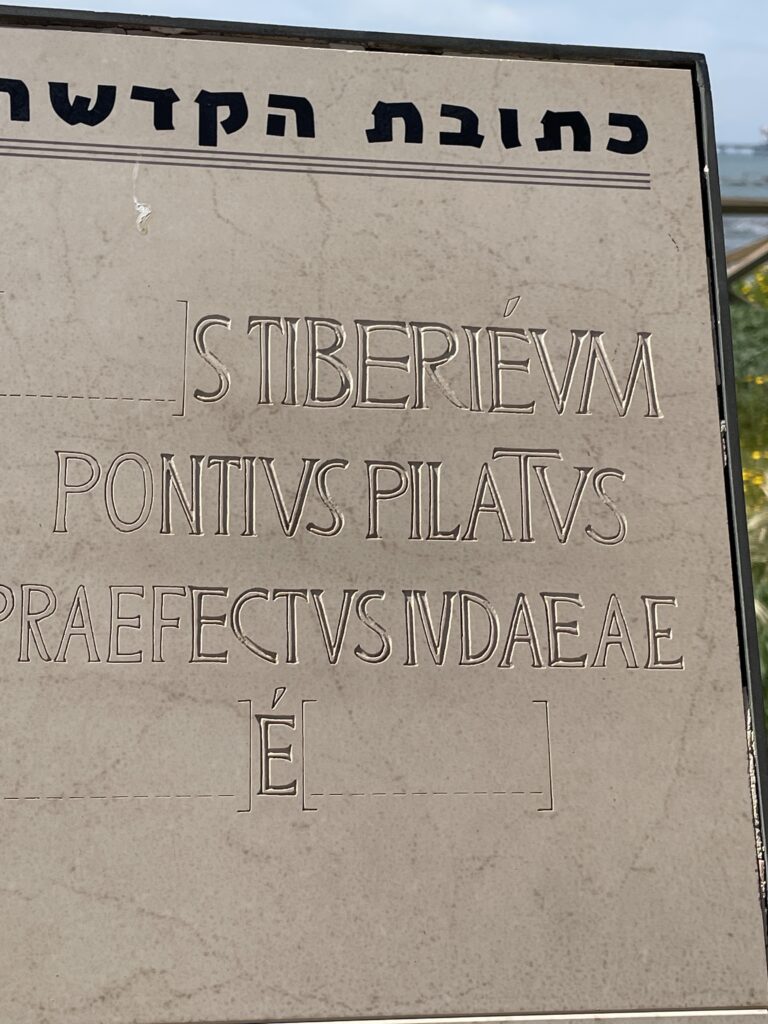 כתובת הקדשה
]S TIBERIÉVM
PONTIVS PILATVS
PRAEFECTVS IVDAEAE
]É[ ]